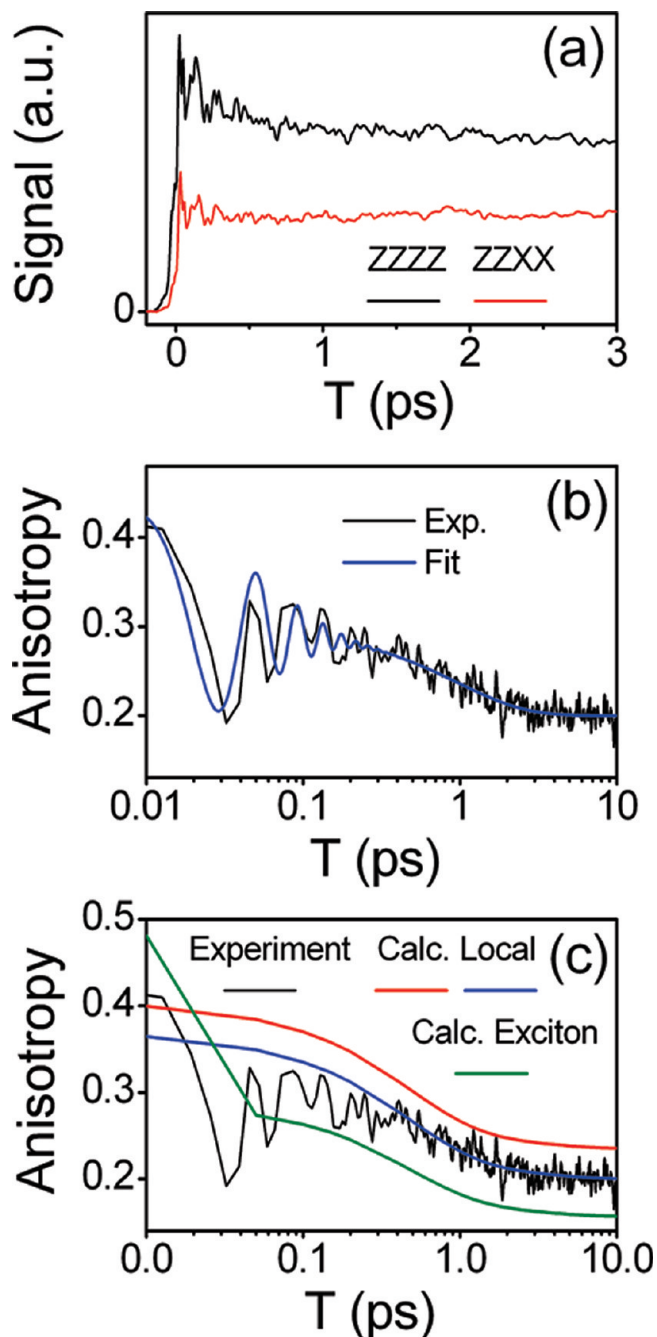 (a)
Signal (a.u.)
ZZZZ ZZXX
0
0 1 2 3
T (ps)
(b)
Anisotropy
0.4
0.3
0.2
Exp.
Fit
0.01 0.1 1 10
T (ps)
0.5
Experiment Calc. Local (c)
Anisotropy
0.4
0.3
0.2
Calc. Exciton
0.0 0.1 1.0 10.0
T (ps)